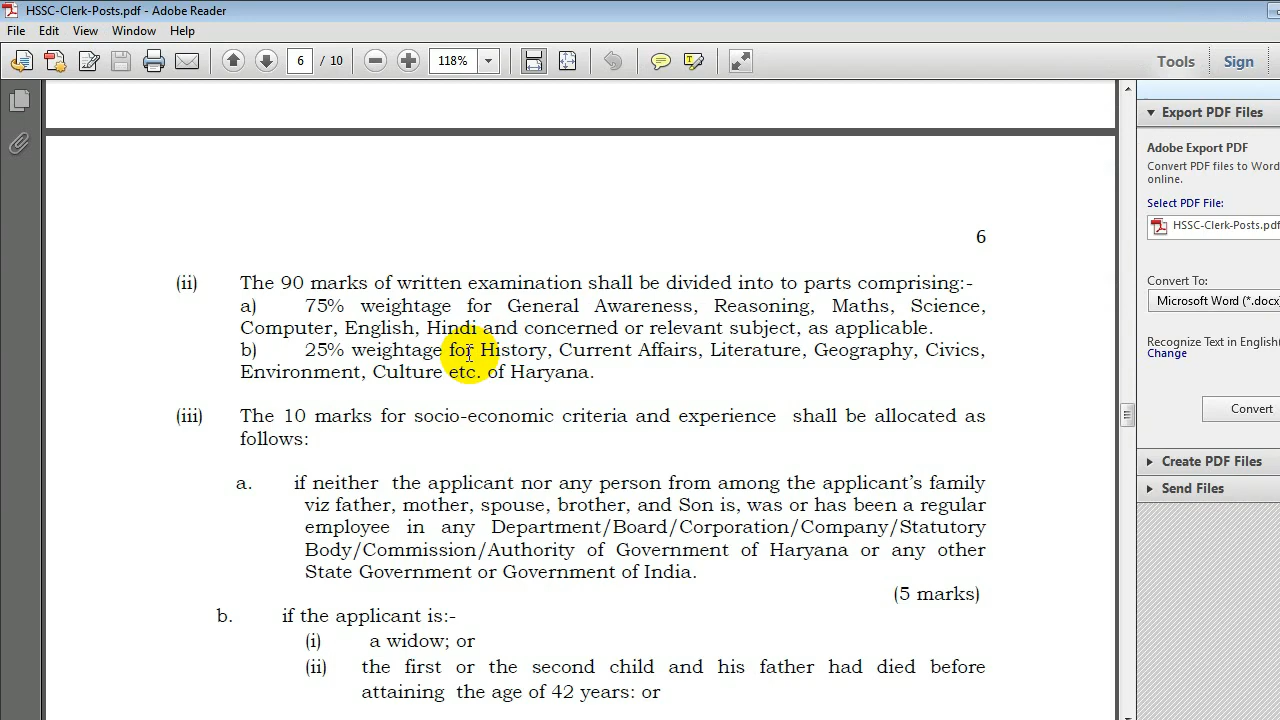 HSSC-Clerk-Posts.pdf - Adobe Reader
File Edit View Window Help
6 / 10 118% Tools Sign
Export PDF Files
Adobe Export PDF
Convert PDF files to Word
online.
Select PDF File:
HSSC-Clerk-Posts.pdf
Convert To:
Microsoft Word (*.docx
Recognize Text in English(
Change
Convert
Create PDF Files
Send Files
6
(ii) The 90 marks of written examination shall be divided into to parts comprising:-
a) 75% weightage for General Awareness, Reasoning, Maths, Science,
Computer, English, Hindi and concerned or relevant subject, as applicable.
b) 25% weightage for History, Current Affairs, Literature, Geography, Civics,
Environment, Culture etc. of Haryana.
(iii) The 10 marks for socio-economic criteria and experience shall be allocated as
follows:
a. if neither the applicant nor any person from among the applicant's family
viz father, mother, spouse, brother, and Son is, was or has been a regular
employee in any Department/Board/Corporation/Company/Statutory
Body/Commission/Authority of Government of Haryana or any other
State Government or Government of India.
(5 marks)
b. if the applicant is:-
(i) a widow; or
(ii) the first or the second child and his father had died before
attaining the age of 42 years: or